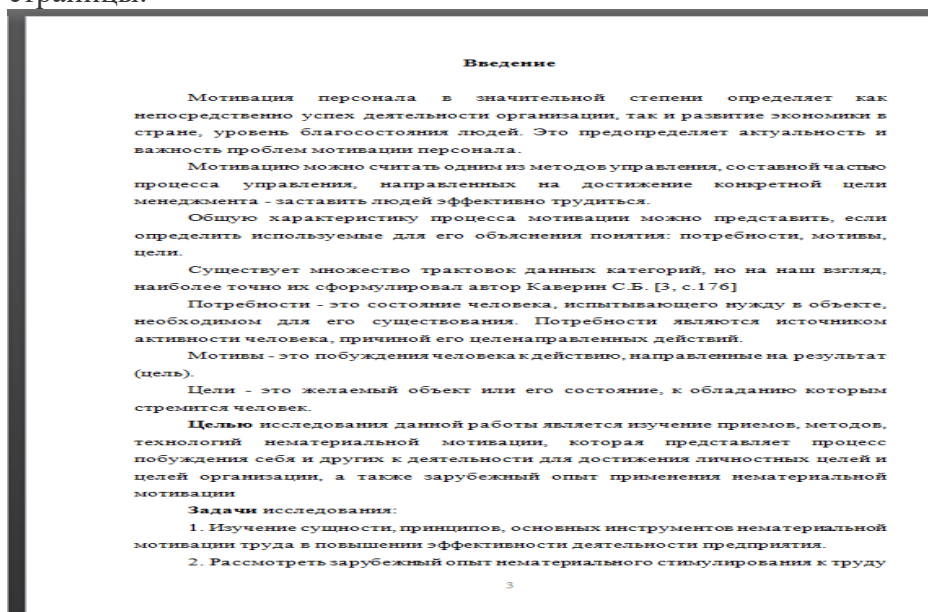 страницы.
Введение
Мотивация персонала в значительной степени определяет как
непосредственно успех деятельности организации, так и развитие экономики в
стране, уровень благосостояния людей. Это предопределяет актуальность и
важность проблем мотивации персонала.
Мотивацию можно считать одним из методов управления, составной частью
процесса управления, направленных на достижение конкретной цели
менеджмента - заставить людей эффективно трудиться.
Общую характеристику процесса мотивации можно представить, если
определить используемые для его объяснения понятия: потребности, мотивы,
цели.
Существует множество трактовок данных категорий, но на наш взгляд,
наиболее точно их сформулировал автор Каверин С.Б. [3, с.176]
Потребности - это состояние человека, испытывающего нужду в объекте,
необходимом для его существования. Потребности являются источником
активности человека, причиной его целенаправленных действий.
Мотивы - это побуждения человека к действию, направленные на результат
(цель).
Цели - это желаемый объект или его состояние, к обладанию которым
стремится человек.
Целью исследования данной работы является изучение приемов, методов,
технологий нематериальной мотивации, которая представляет процесс
побуждения себя и других к деятельности для достижения личностных целей и
целей организации, а также зарубежный опыт применения нематериальной
мотивации
Задачи исследования:
1. Изучение сущности, принципов, основных инструментов нематериальной
мотивации труда в повышении эффективности деятельности предприятия.
2. Рассмотреть зарубежный опыт нематериального стимулирования к труду
3